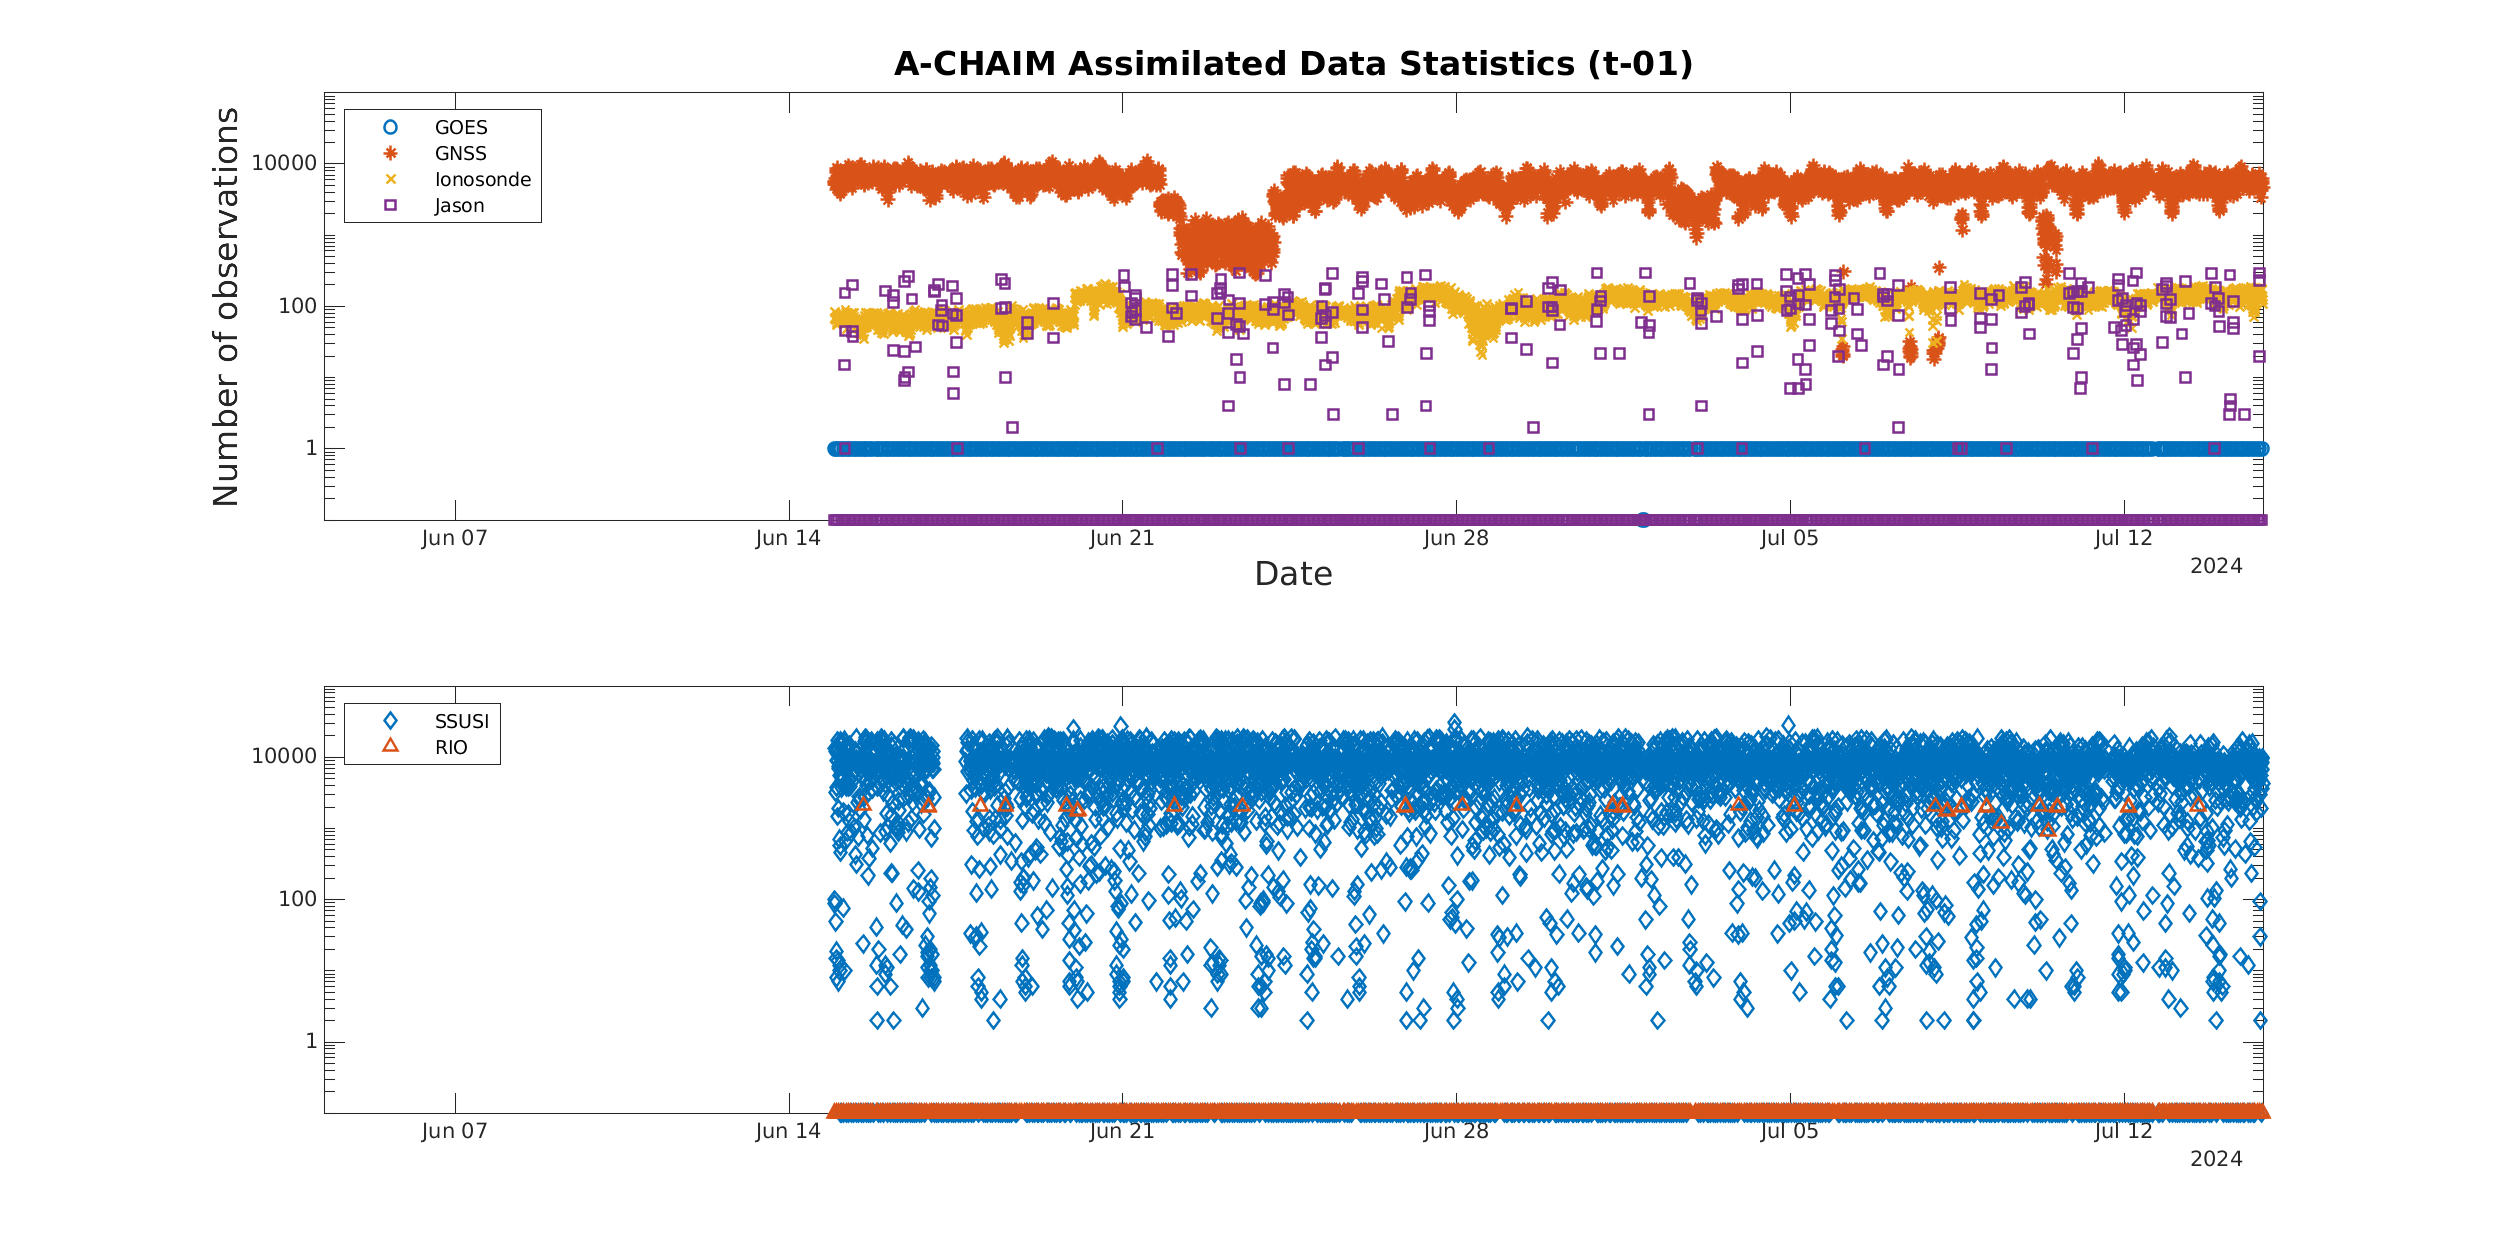 A-CHAIM Assimilated Data Statistics (t-01)
Number of observations
10000
100
1
GOES
GNSS
Ionosonde
Jason
Jun 07
Jun 14
Jun 21
Jun 28
Jul 05
Jul 12
2024
Date
10000
100
1
SSUSI
RIO
Jun 07
Jun 14
Jun 21
Jun 28
Jul 05
Jul 12
2024